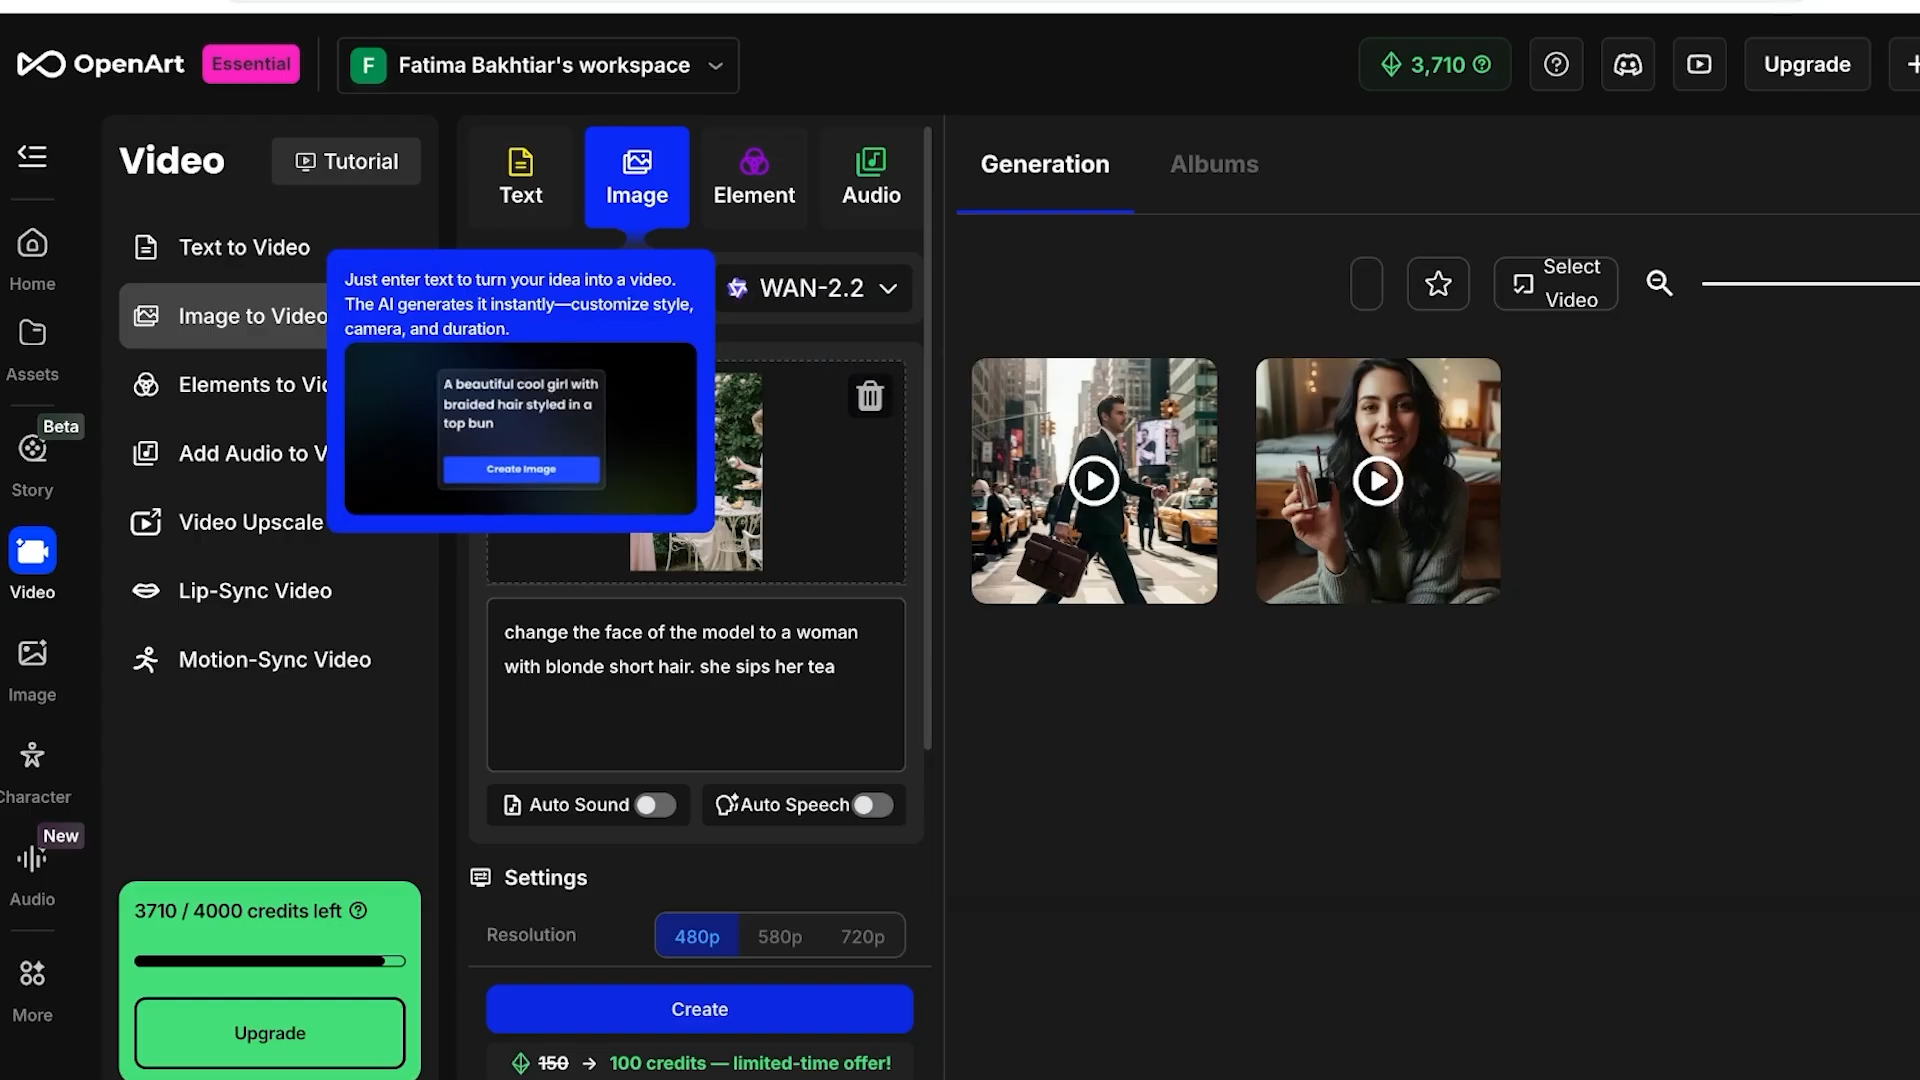 OpenArt
Essential
F
Fatima Bakhtiar's workspace
3,710
Upgrade
Home
Assets
Beta
Story
Video
Image
Character
New
Audio
More
Video
Tutorial
Text to Video
Image to Video
Elements to Vid
Add Audio to V
Video Upscale
Lip-Sync Video
Motion-Sync Video
3710 / 4000 credits left
Upgrade
Text
Image
Element
Audio
Just enter text to turn your idea into a video.
The AI generates it instantly—customize style,
camera, and duration.
A beautiful cool girl with
braided hair styled in a
top bun
Create Image
WAN-2.2
change the face of the model to a woman
with blonde short hair. she sips her tea
Auto Sound
Auto Speech
Settings
Resolution
480p
580p
720p
Create
150 → 100 credits — limited-time offer!
Generation
Albums
Select
Video